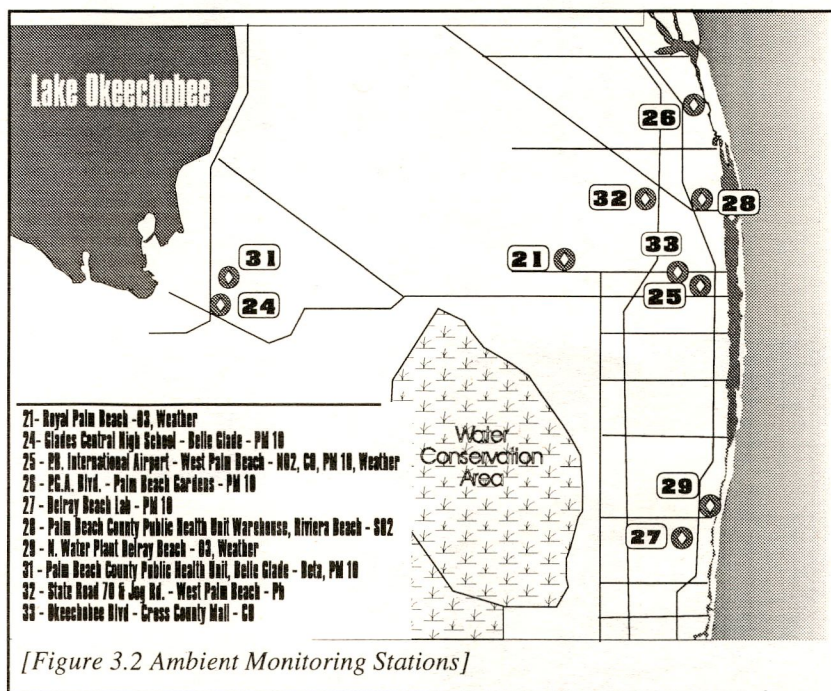 Lake Okeechobee
26
32
28
33
21
31
25
24
21- Royal Palm Beach -O3, Weather
24- Glades Central High School - Belle Glade - PM 10
25 - P.B. International Airport - West Palm Beach - NO2, CO, PM 10, Weather
26 - P.G.A. Blvd. - Palm Beach Gardens - PM 10
27 - Delray Beach Lab - PM 10
28 - Palm Beach County Public Health Unit Warehouse, Riviera Beach - SO2
29 - N. Water Plant Delray Beach - O3, Weather
31 - Palm Beach County Public Health Unit, Belle Glade - Beta, PM 10
32 - State Road 70 & Jog Rd. - West Palm Beach - Pb
33 - Okeechobee Blvd - Cross County Mall - CO
Water
Conservation
Area
29
27
[Figure 3.2 Ambient Monitoring Stations]